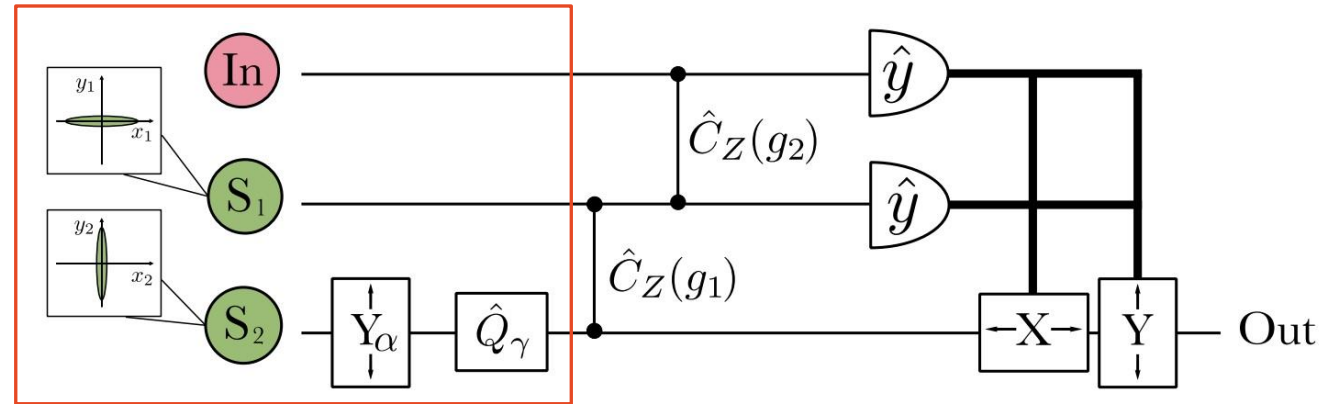 In
y₁
x₁
ŷ
Ĉ_Z(g₂)
S₁
ŷ
y₂
x₂
Ĉ_Z(g₁)
S₂
Y_α
Q̂_γ
X
Y
Out